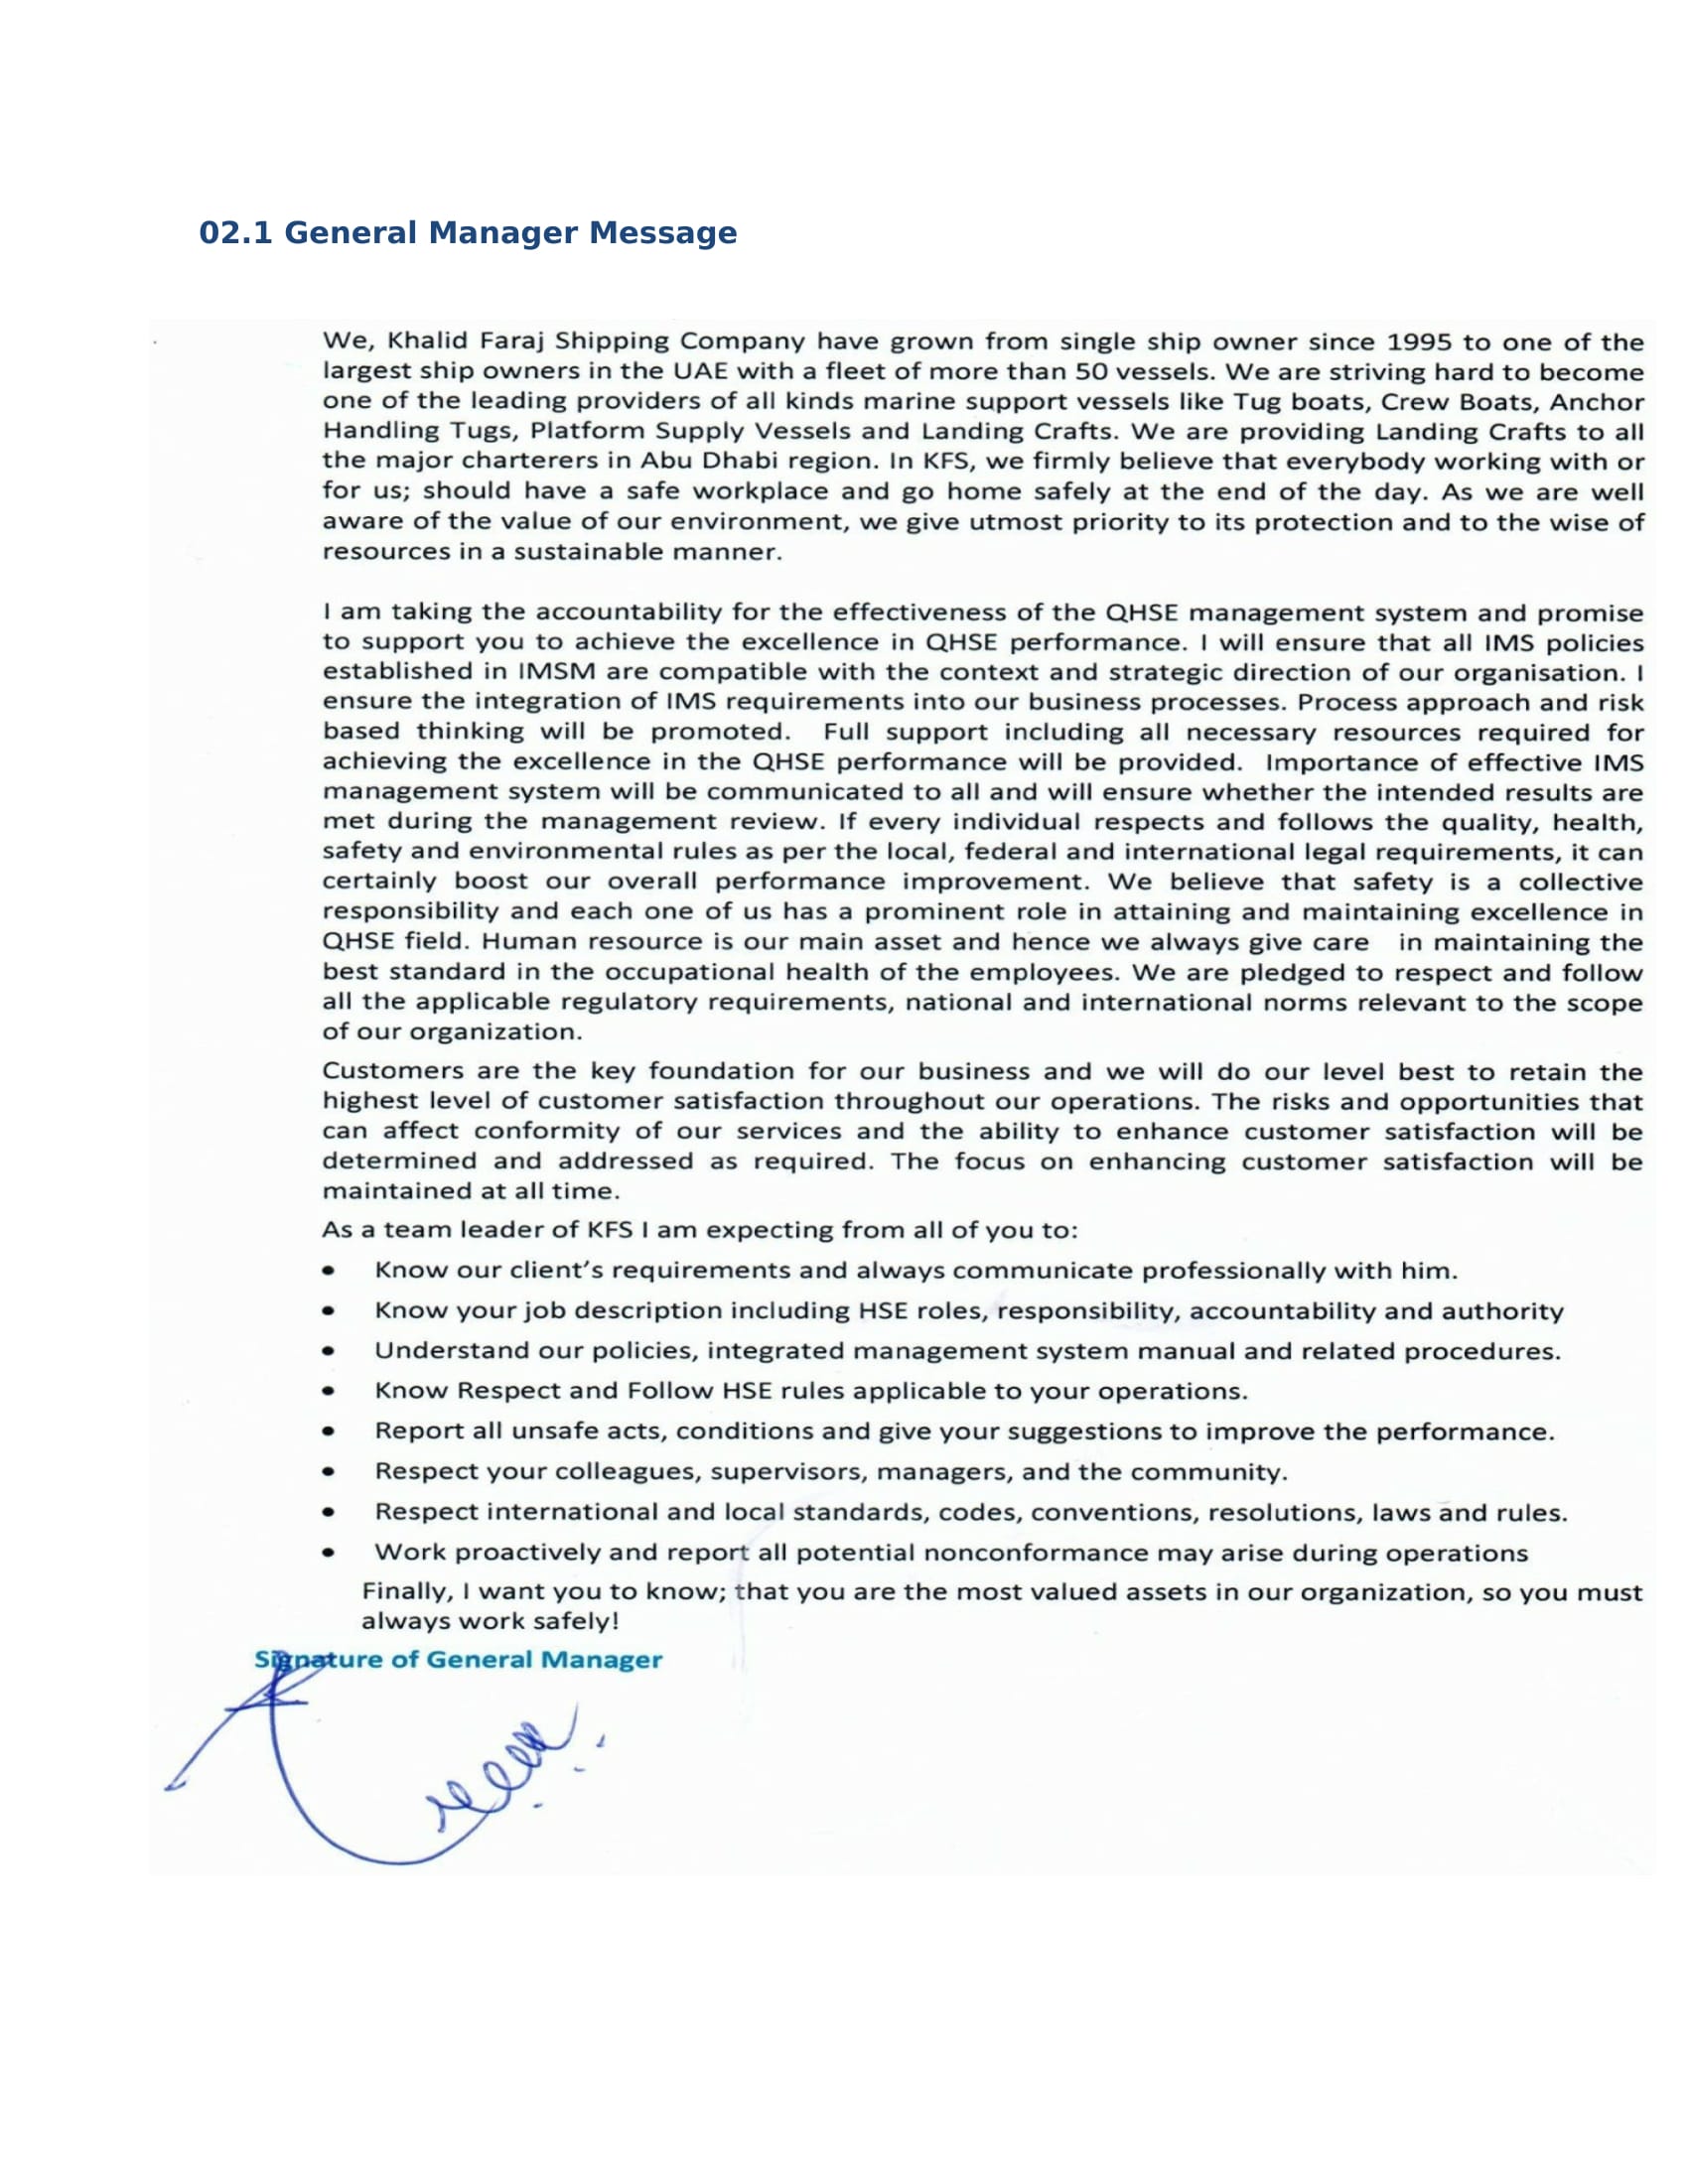 02.1 General Manager Message
We, Khalid Faraj Shipping Company have grown from single ship owner since 1995 to one of the
largest ship owners in the UAE with a fleet of more than 50 vessels. We are striving hard to become
one of the leading providers of all kinds marine support vessels like Tug boats, Crew Boats, Anchor
Handling Tugs, Platform Supply Vessels and Landing Crafts. We are providing Landing Crafts to all
the major charterers in Abu Dhabi region. In KFS, we firmly believe that everybody working with or
for us; should have a safe workplace and go home safely at the end of the day. As we are well
aware of the value of our environment, we give utmost priority to its protection and to the wise of
resources in a sustainable manner.
I am taking the accountability for the effectiveness of the QHSE management system and promise
to support you to achieve the excellence in QHSE performance. I will ensure that all IMS policies
established in IMSM are compatible with the context and strategic direction of our organisation. I
ensure the integration of IMS requirements into our business processes. Process approach and risk
based thinking will be promoted. Full support including all necessary resources required for
achieving the excellence in the QHSE performance will be provided. Importance of effective IMS
management system will be communicated to all and will ensure whether the intended results are
met during the management review. If every individual respects and follows the quality, health,
safety and environmental rules as per the local, federal and international legal requirements, it can
certainly boost our overall performance improvement. We believe that safety is a collective
responsibility and each one of us has a prominent role in attaining and maintaining excellence in
QHSE field. Human resource is our main asset and hence we always give care in maintaining the
best standard in the occupational health of the employees. We are pledged to respect and follow
all the applicable regulatory requirements, national and international norms relevant to the scope
of our organization.
Customers are the key foundation for our business and we will do our level best to retain the
highest level of customer satisfaction throughout our operations. The risks and opportunities that
can affect conformity of our services and the ability to enhance customer satisfaction will be
determined and addressed as required. The focus on enhancing customer satisfaction will be
maintained at all time.
As a team leader of KFS I am expecting from all of you to:
• Know our client's requirements and always communicate professionally with him.
• Know your job description including HSE roles, responsibility, accountability and authority
• Understand our policies, integrated management system manual and related procedures.
• Know Respect and Follow HSE rules applicable to your operations.
• Report all unsafe acts, conditions and give your suggestions to improve the performance.
• Respect your colleagues, supervisors, managers, and the community.
• Respect international and local standards, codes, conventions, resolutions, laws and rules.
• Work proactively and report all potential nonconformance may arise during operations
Finally, I want you to know; that you are the most valued assets in our organization, so you must
always work safely!
Signature of General Manager